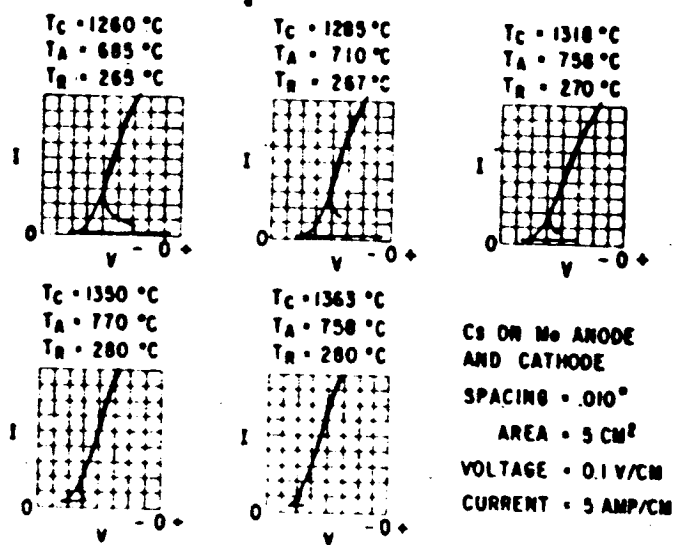 TC = 1260 °C
TA = 685 °C
TR = 265 °C
I
0
V
- 0 +
TC = 1285 °C
TA = 710 °C
TR = 267 °C
I
0
V
- 0 +
TC = 1318 °C
TA = 758 °C
TR = 270 °C
I
0
V
- 0 +
TC = 1350 °C
TA = 770 °C
TR = 280 °C
I
0
V
- 0 +
TC = 1363 °C
TA = 758 °C
TR = 280 °C
I
0
V
- 0 +
CS ON Mo ANODE
AND CATHODE
SPACING = .010"
AREA = 5 CM²
VOLTAGE = 0.1 V/CM
CURRENT = 5 AMP/CM